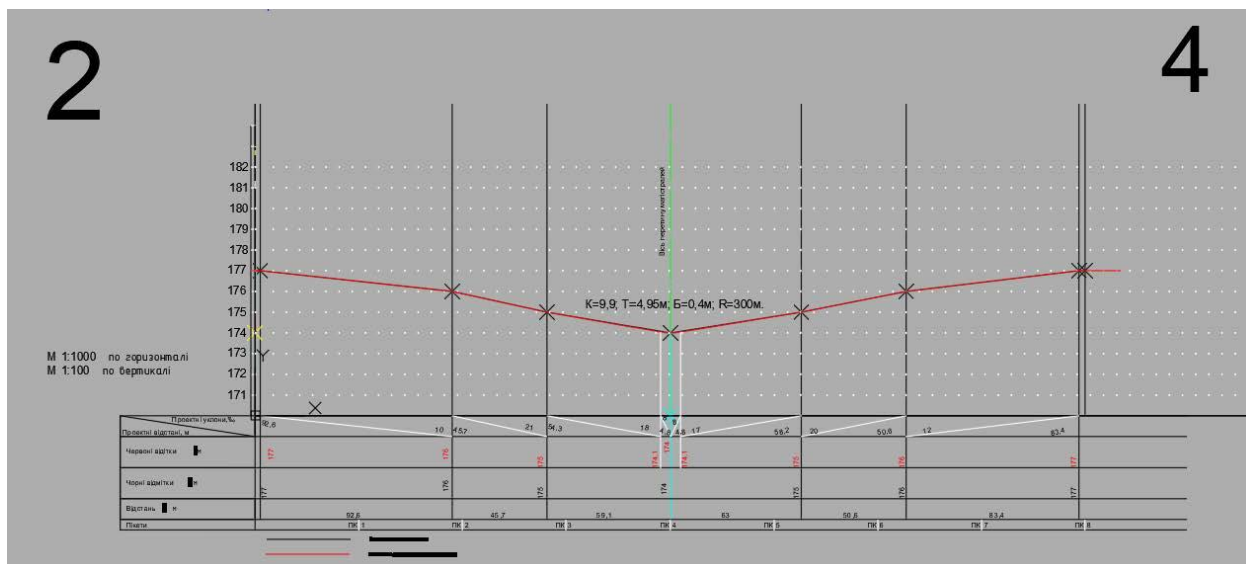 2
4
182
181
180
179
178
177
176
175
174
173
172
171
Вісь перетину магістралей
К=9,9; Т=4,95м; Б=0,4м; R=300м.
М 1:1000 по горизонталі
М 1:100 по вертикалі
Y
X
Проектні уклони,‰
92,6 10 45,7 21 54,3 18 17 58,2 20 50,6 12 83,4
Проектні відстані, м
Червоні відмітки м
177 176 175 174,1 174 174,1 175 176 177
Чорні відмітки м
177 176 175 174 175 176 177
Відстань м
92,6 45,7 59,1 63 50,6 83,4
Пікети ПК 1 ПК 2 ПК 3 ПК 4 ПК 5 ПК 6 ПК 7 ПК 8